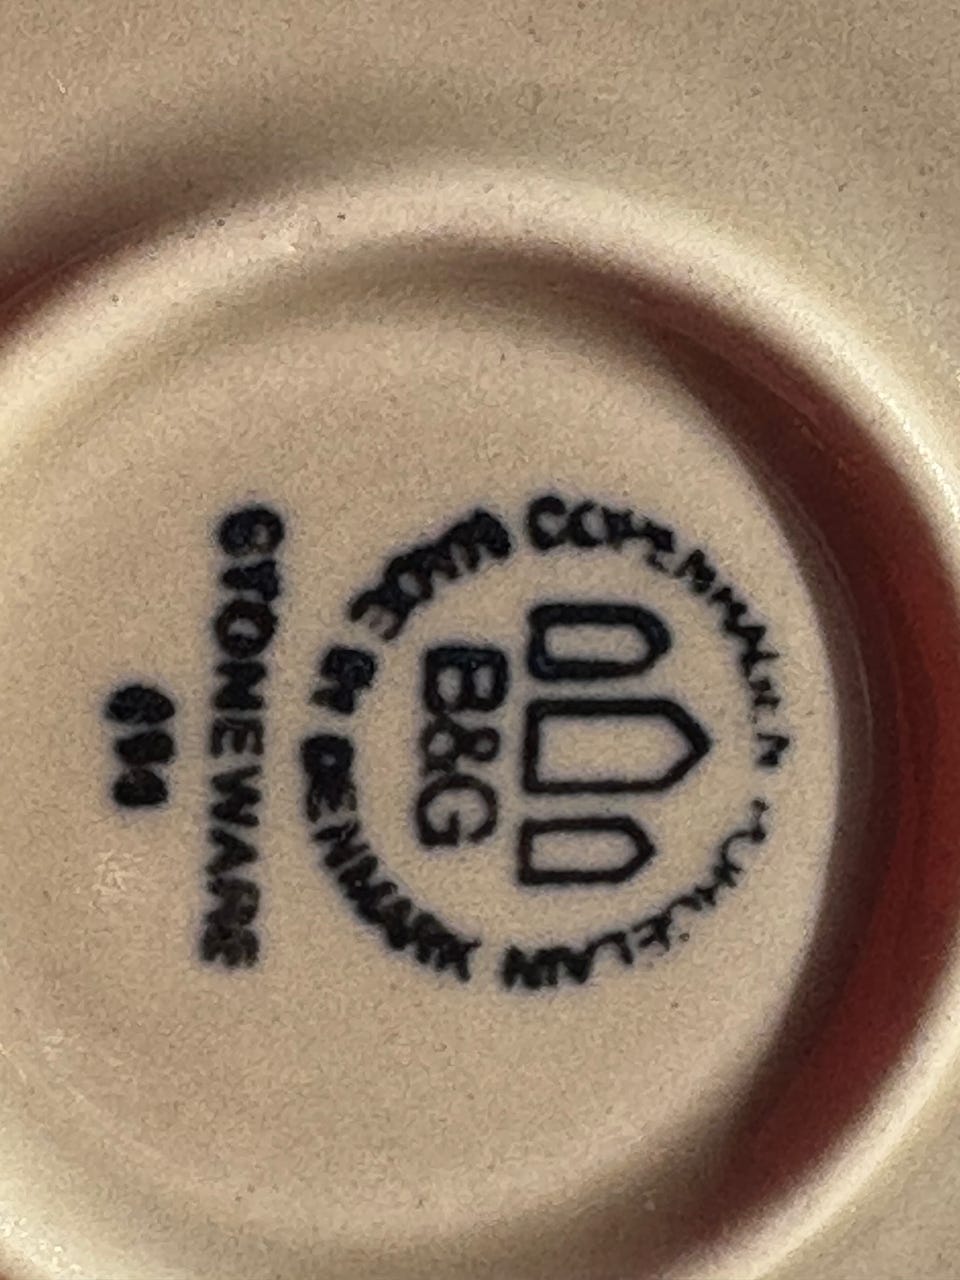 COPENHAGEN PORCELAIN
B&G
MADE IN DENMARK
STONEWARE